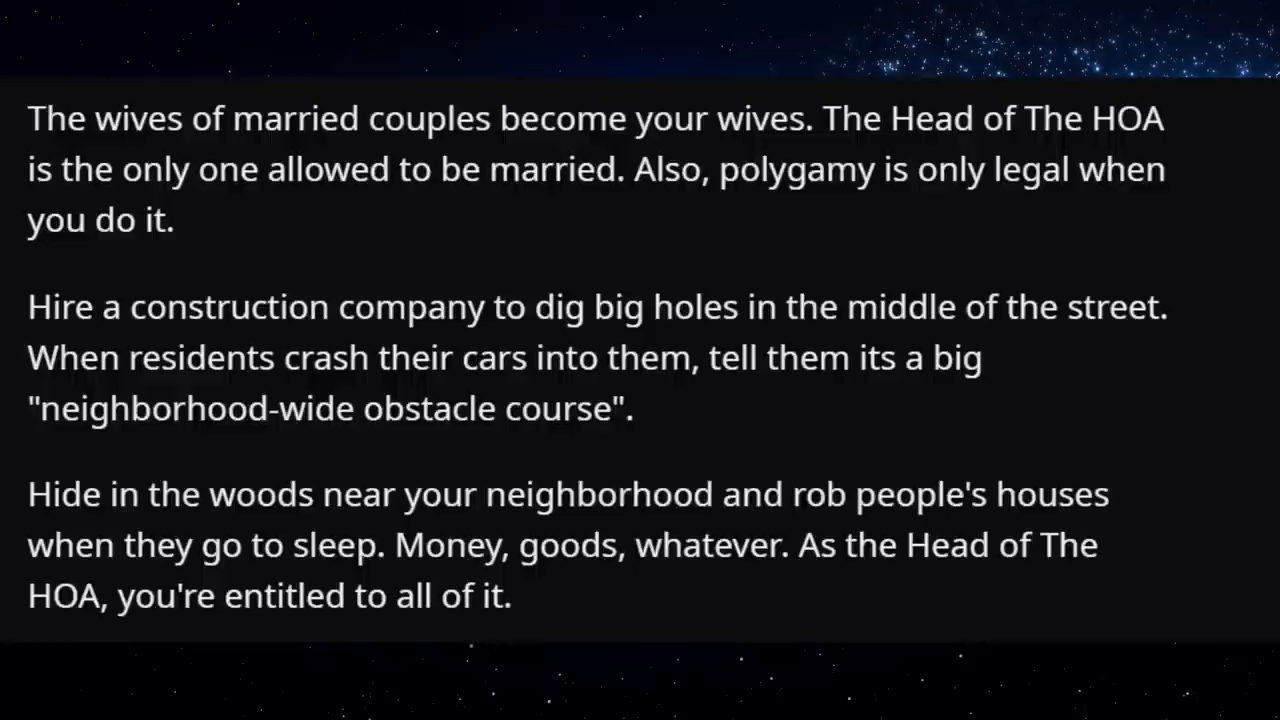 The wives of married couples become your wives. The Head of The HOA
is the only one allowed to be married. Also, polygamy is only legal when
you do it.
Hire a construction company to dig big holes in the middle of the street.
When residents crash their cars into them, tell them its a big
"neighborhood-wide obstacle course".
Hide in the woods near your neighborhood and rob people's houses
when they go to sleep. Money, goods, whatever. As the Head of The
HOA, you're entitled to all of it.